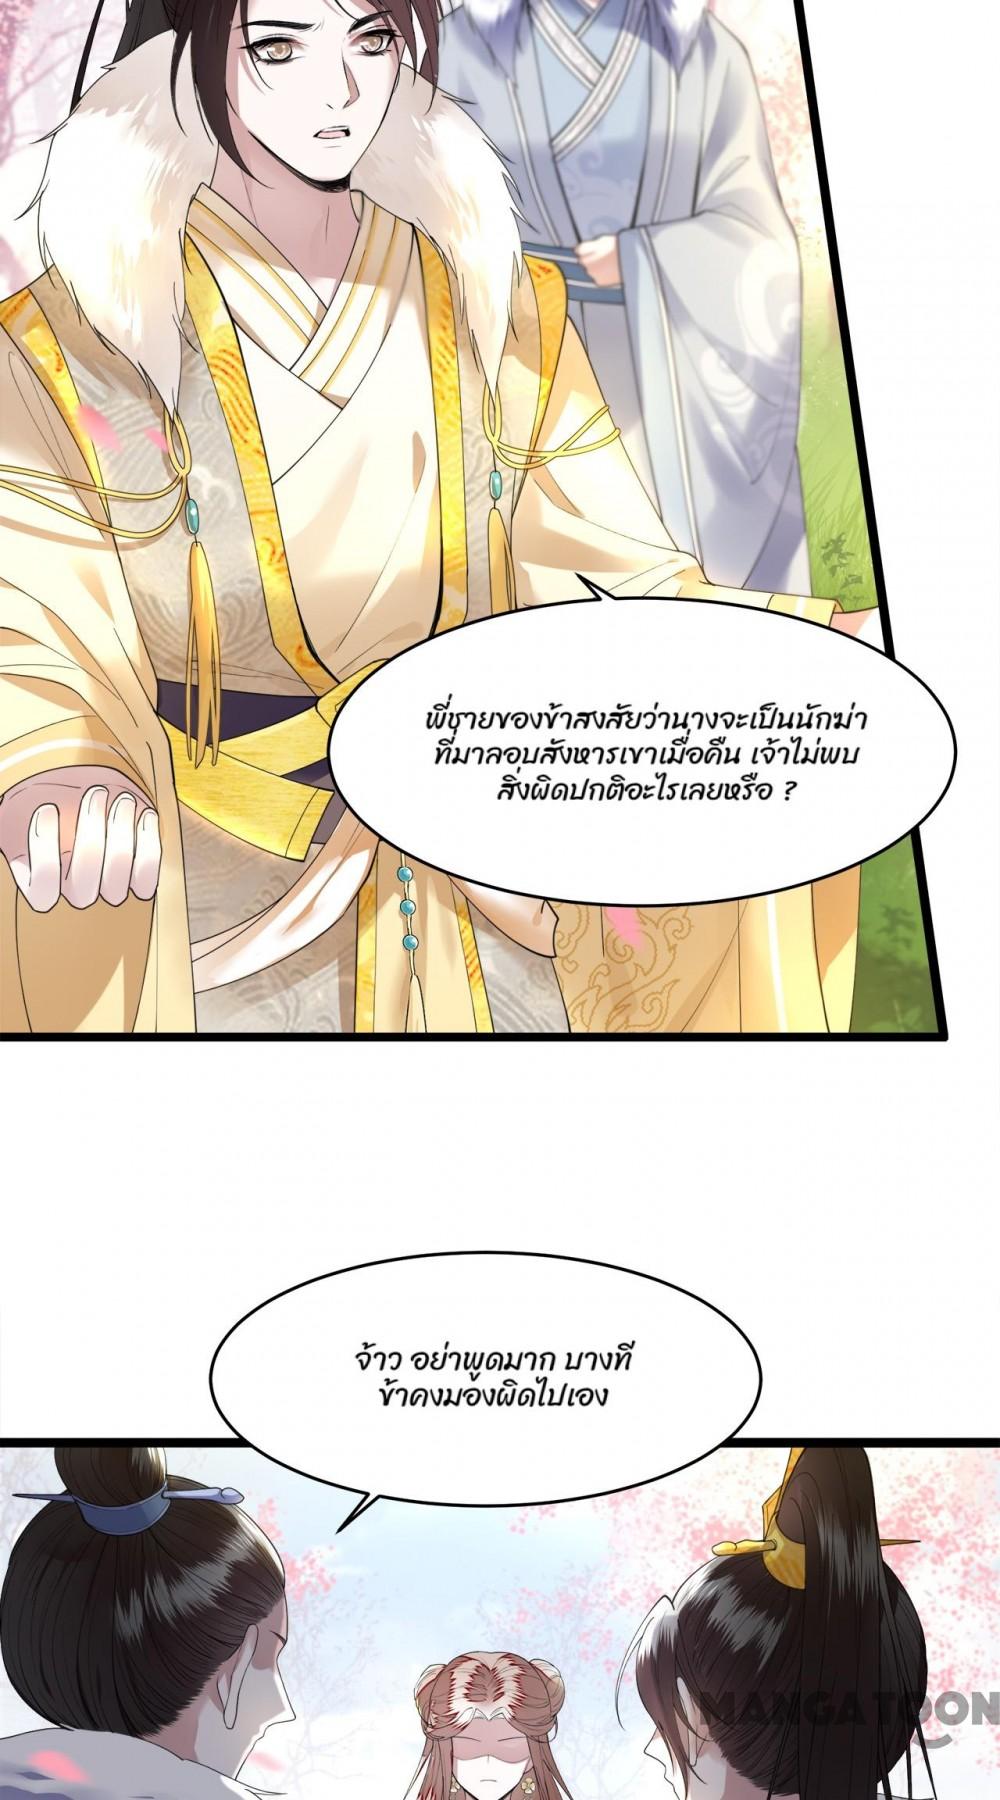 พี่ชายของข้าสงสัยว่านางจะเป็นนักฆ่า
ที่มาลอบสังหารเขาเมื่อคืน เจ้าไม่พบ
สิ่งผิดปกติอะไรเลยหรือ ?
จ้าว อย่าพูดมาก บางที
ข้าคงมองผิดไปเอง
MANGATOON